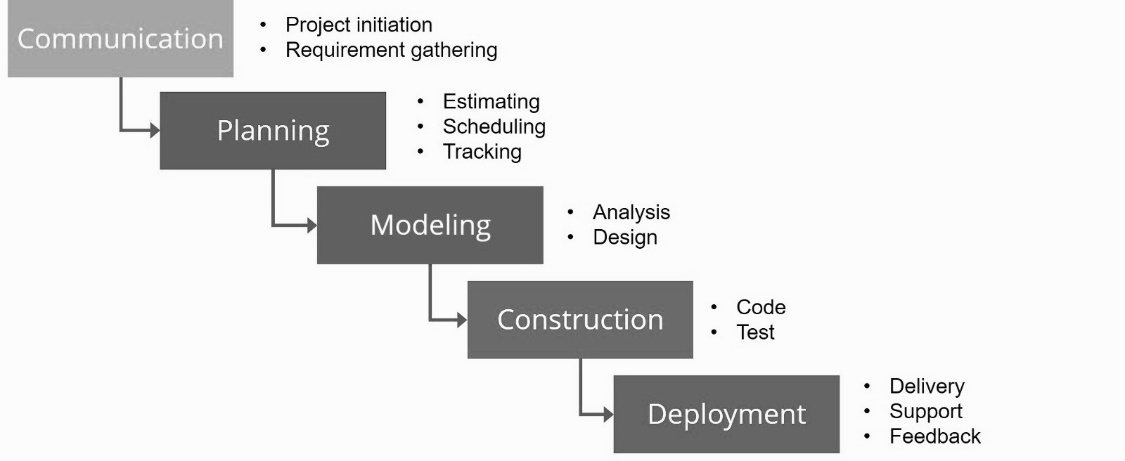 Communication
• Project initiation
• Requirement gathering
Planning
• Estimating
• Scheduling
• Tracking
Modeling
• Analysis
• Design
Construction
• Code
• Test
Deployment
• Delivery
• Support
• Feedback